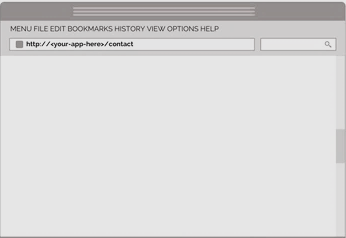 MENU FILE EDIT BOOKMARKS HISTORY VIEW OPTIONS HELP
http://<your-app-here>/contact